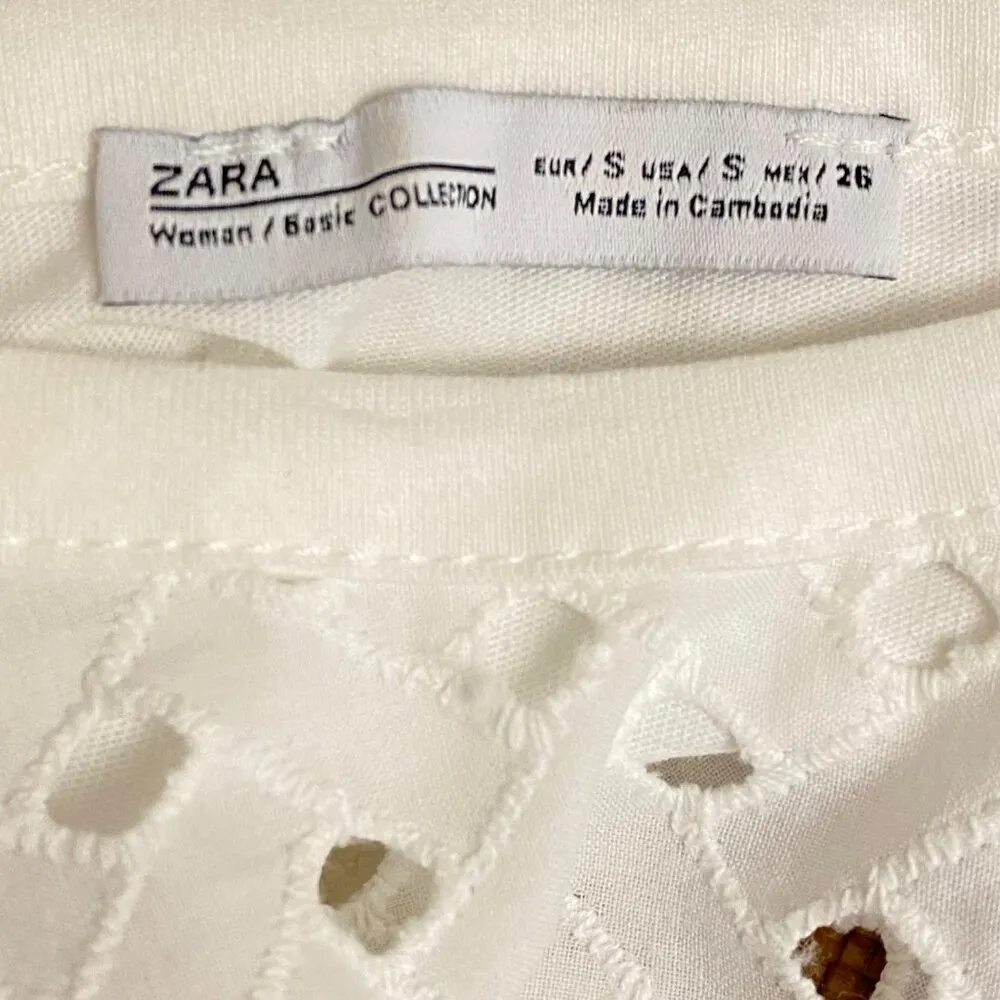 ZARA
Woman / Basic COLLECTION
EUR/ S USA/ S MEX/ 26
Made in Cambodia